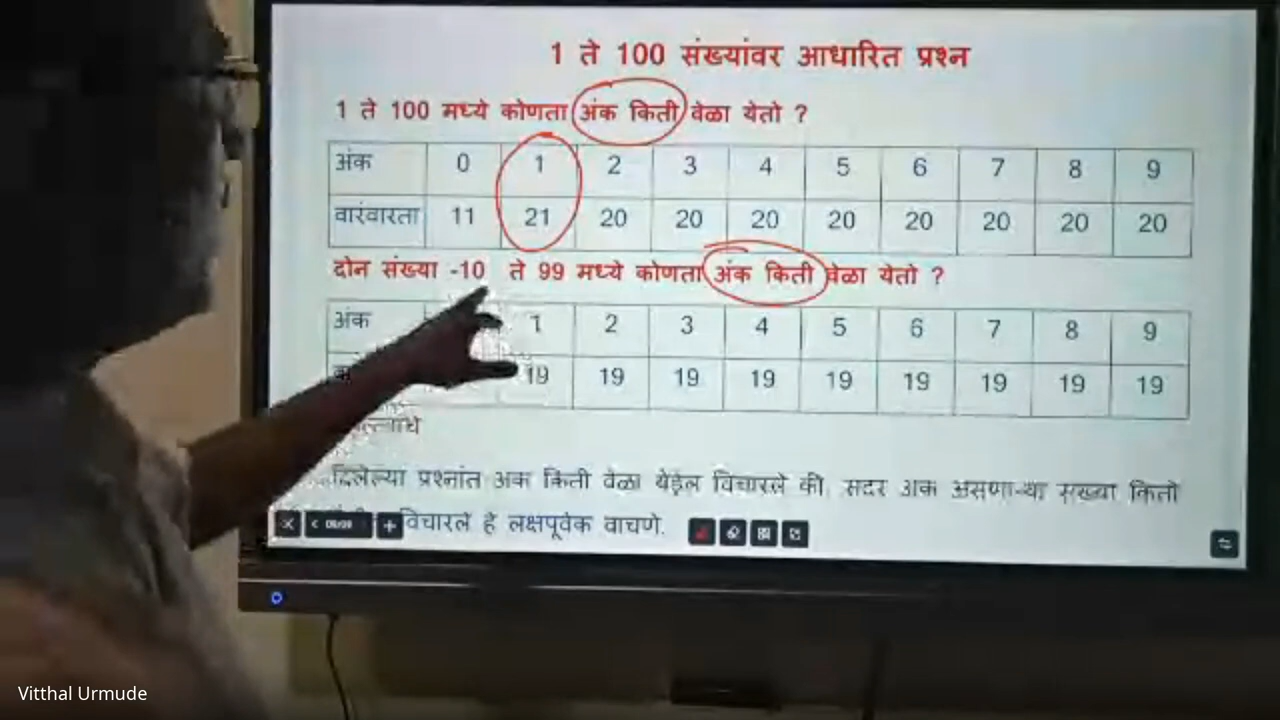 1 ते 100 संख्यांवर आधारित प्रश्न
1 ते 100 मध्ये कोणता अंक किती वेळा येतो ?
अंक 0 1 2 3 4 5 6 7 8 9
वारंवारता 11 21 20 20 20 20 20 20 20 20
दोन संख्या -10 ते 99 मध्ये कोणता अंक किती वेळा येतो ?
अंक 1 2 3 4 5 6 7 8 9
19 19 19 19 19 19 19 19 19
दिलेल्या प्रश्नांत अंक किती वेळा येईल विचारले की सदर अंक असणाऱ्या संख्या किती
विचारले हे लक्षपूर्वक वाचणे.
Vitthal Urmude